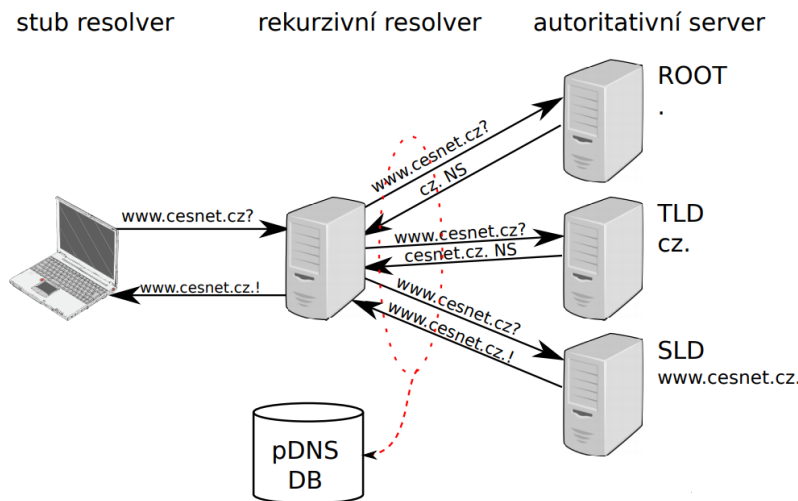 stub resolver
rekurzivní resolver
autoritativní server
ROOT
.
www.cesnet.cz?
cz. NS
TLD
cz.
www.cesnet.cz?
www.cesnet.cz?
cesnet.cz. NS
www.cesnet.cz.!
www.cesnet.cz?
www.cesnet.cz.!
SLD
www.cesnet.cz.
pDNS
DB